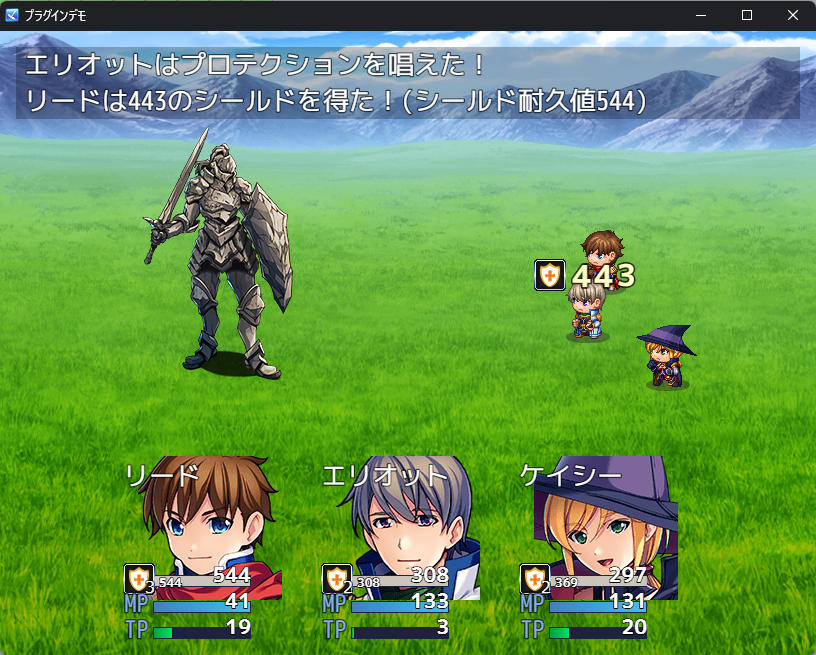 プラグインデモ
エリオットはプロテクションを唱えた！
リードは443のシールドを得た！(シールド耐久値544)
443
リード
エリオット
ケイシー
3 544 544
2 308 308
2 369 297
MP 41
MP 133
MP 131
TP 19
TP 3
TP 20